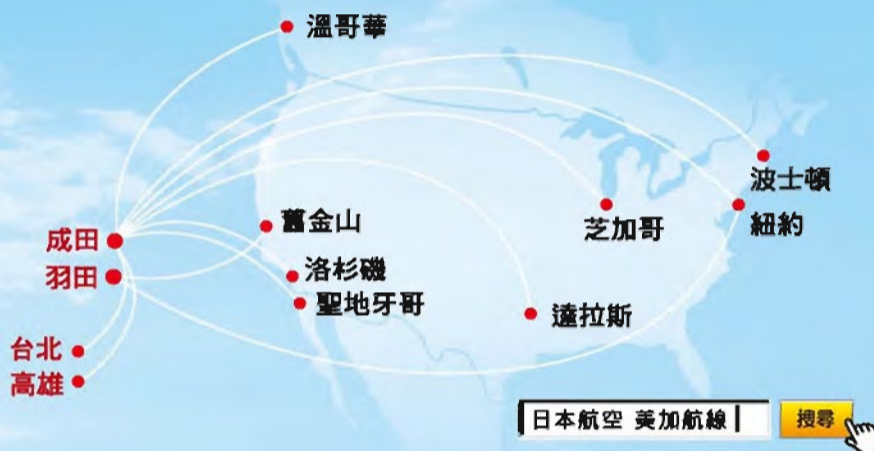 溫哥華
波士頓
紐約
芝加哥
舊金山
成田
羽田
洛杉磯
聖地牙哥
達拉斯
台北
高雄
日本航空 美加航線
搜尋